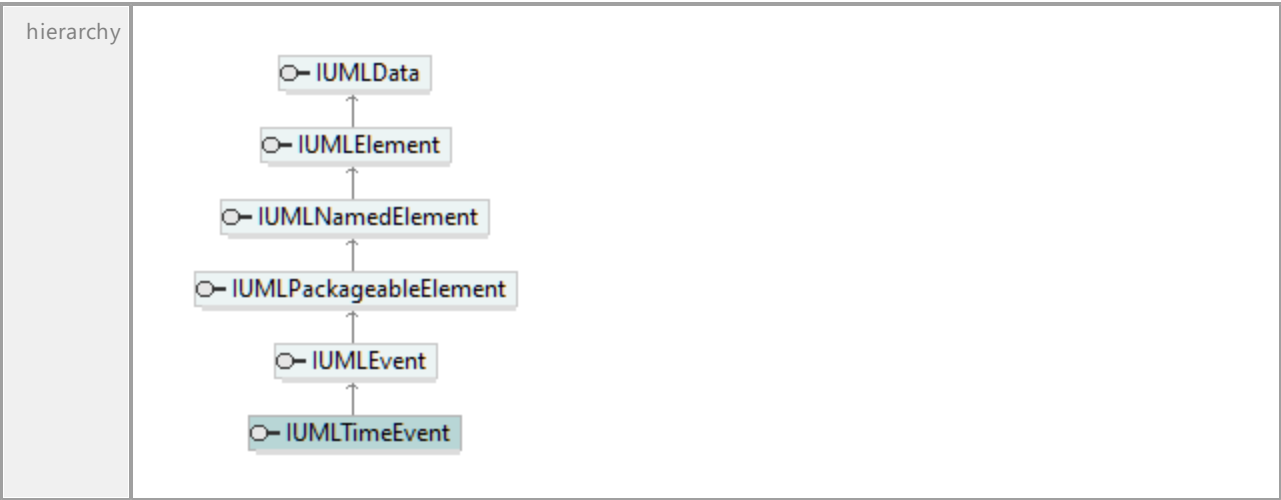 hierarchy
IUMLData
IUMLElement
IUMLNamedElement
IUMLPackageableElement
IUMLEvent
IUMLTimeEvent